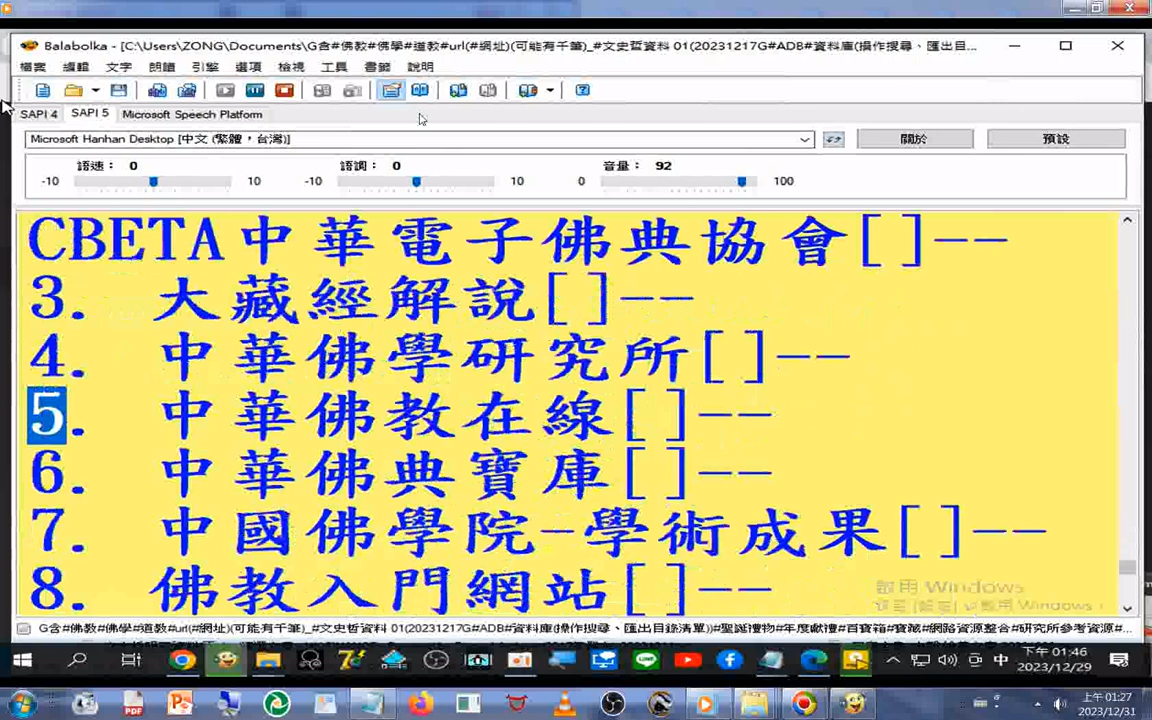 Balabolka - [C:\Users\ZONG\Documents\G含#佛教#佛學#道教#url(#網址)(可能有千筆)_#文史哲資料 01(20231217G#ADB#資料庫(操作搜尋、匯出目...
檔案 編輯 文字 朗讀 引擎 選項 檢視 工具 書籤 說明
SAPI 4 SAPI 5 Microsoft Speech Platform
Microsoft Hanhan Desktop [中文 (繁體，台灣)] 關於 預設
語速： 0 語調： 0 音量： 92
-10 10 -10 10 0 100
CBETA中華電子佛典協會[ ]--
3. 大藏經解說[ ]--
4. 中華佛學研究所[ ]--
5. 中華佛教在線[ ]--
6. 中華佛典寶庫[ ]--
7. 中國佛學院-學術成果[ ]--
8. 佛教入門網站[ ]--
啟用 Windows
G含#佛教#佛學#道教#url(#網址)(可能有千筆)_#文史哲資料 01(20231217G#ADB#資料庫(操作搜尋、匯出目錄清單))#聖誕禮物#年度獻禮#百寶箱#寶藏#網路資源整合#研究所參考資源#...
中 下午 01:46
2023/12/29
上午 01:27
2023/12/31